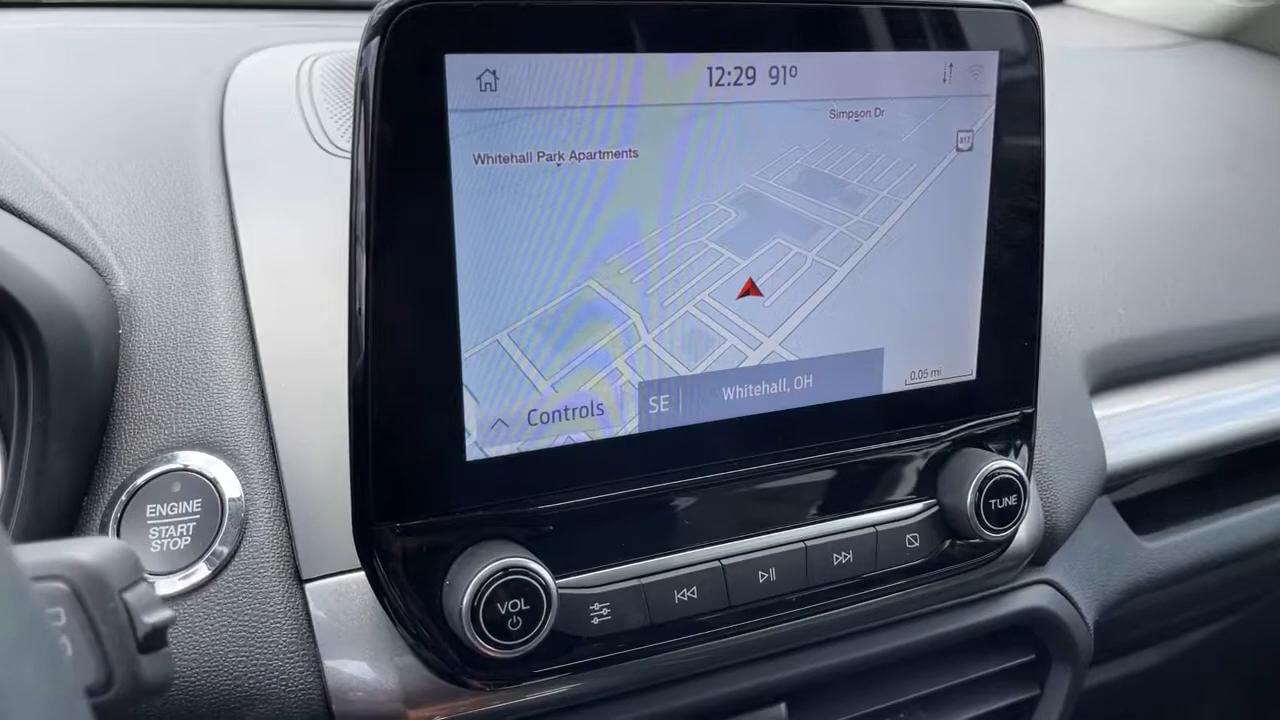 12:29 91°
Simpson Dr
317
Whitehall Park Apartments
0.05 mi
Whitehall, OH
SE
Controls
ENGINE
START
STOP
TUNE
VOL